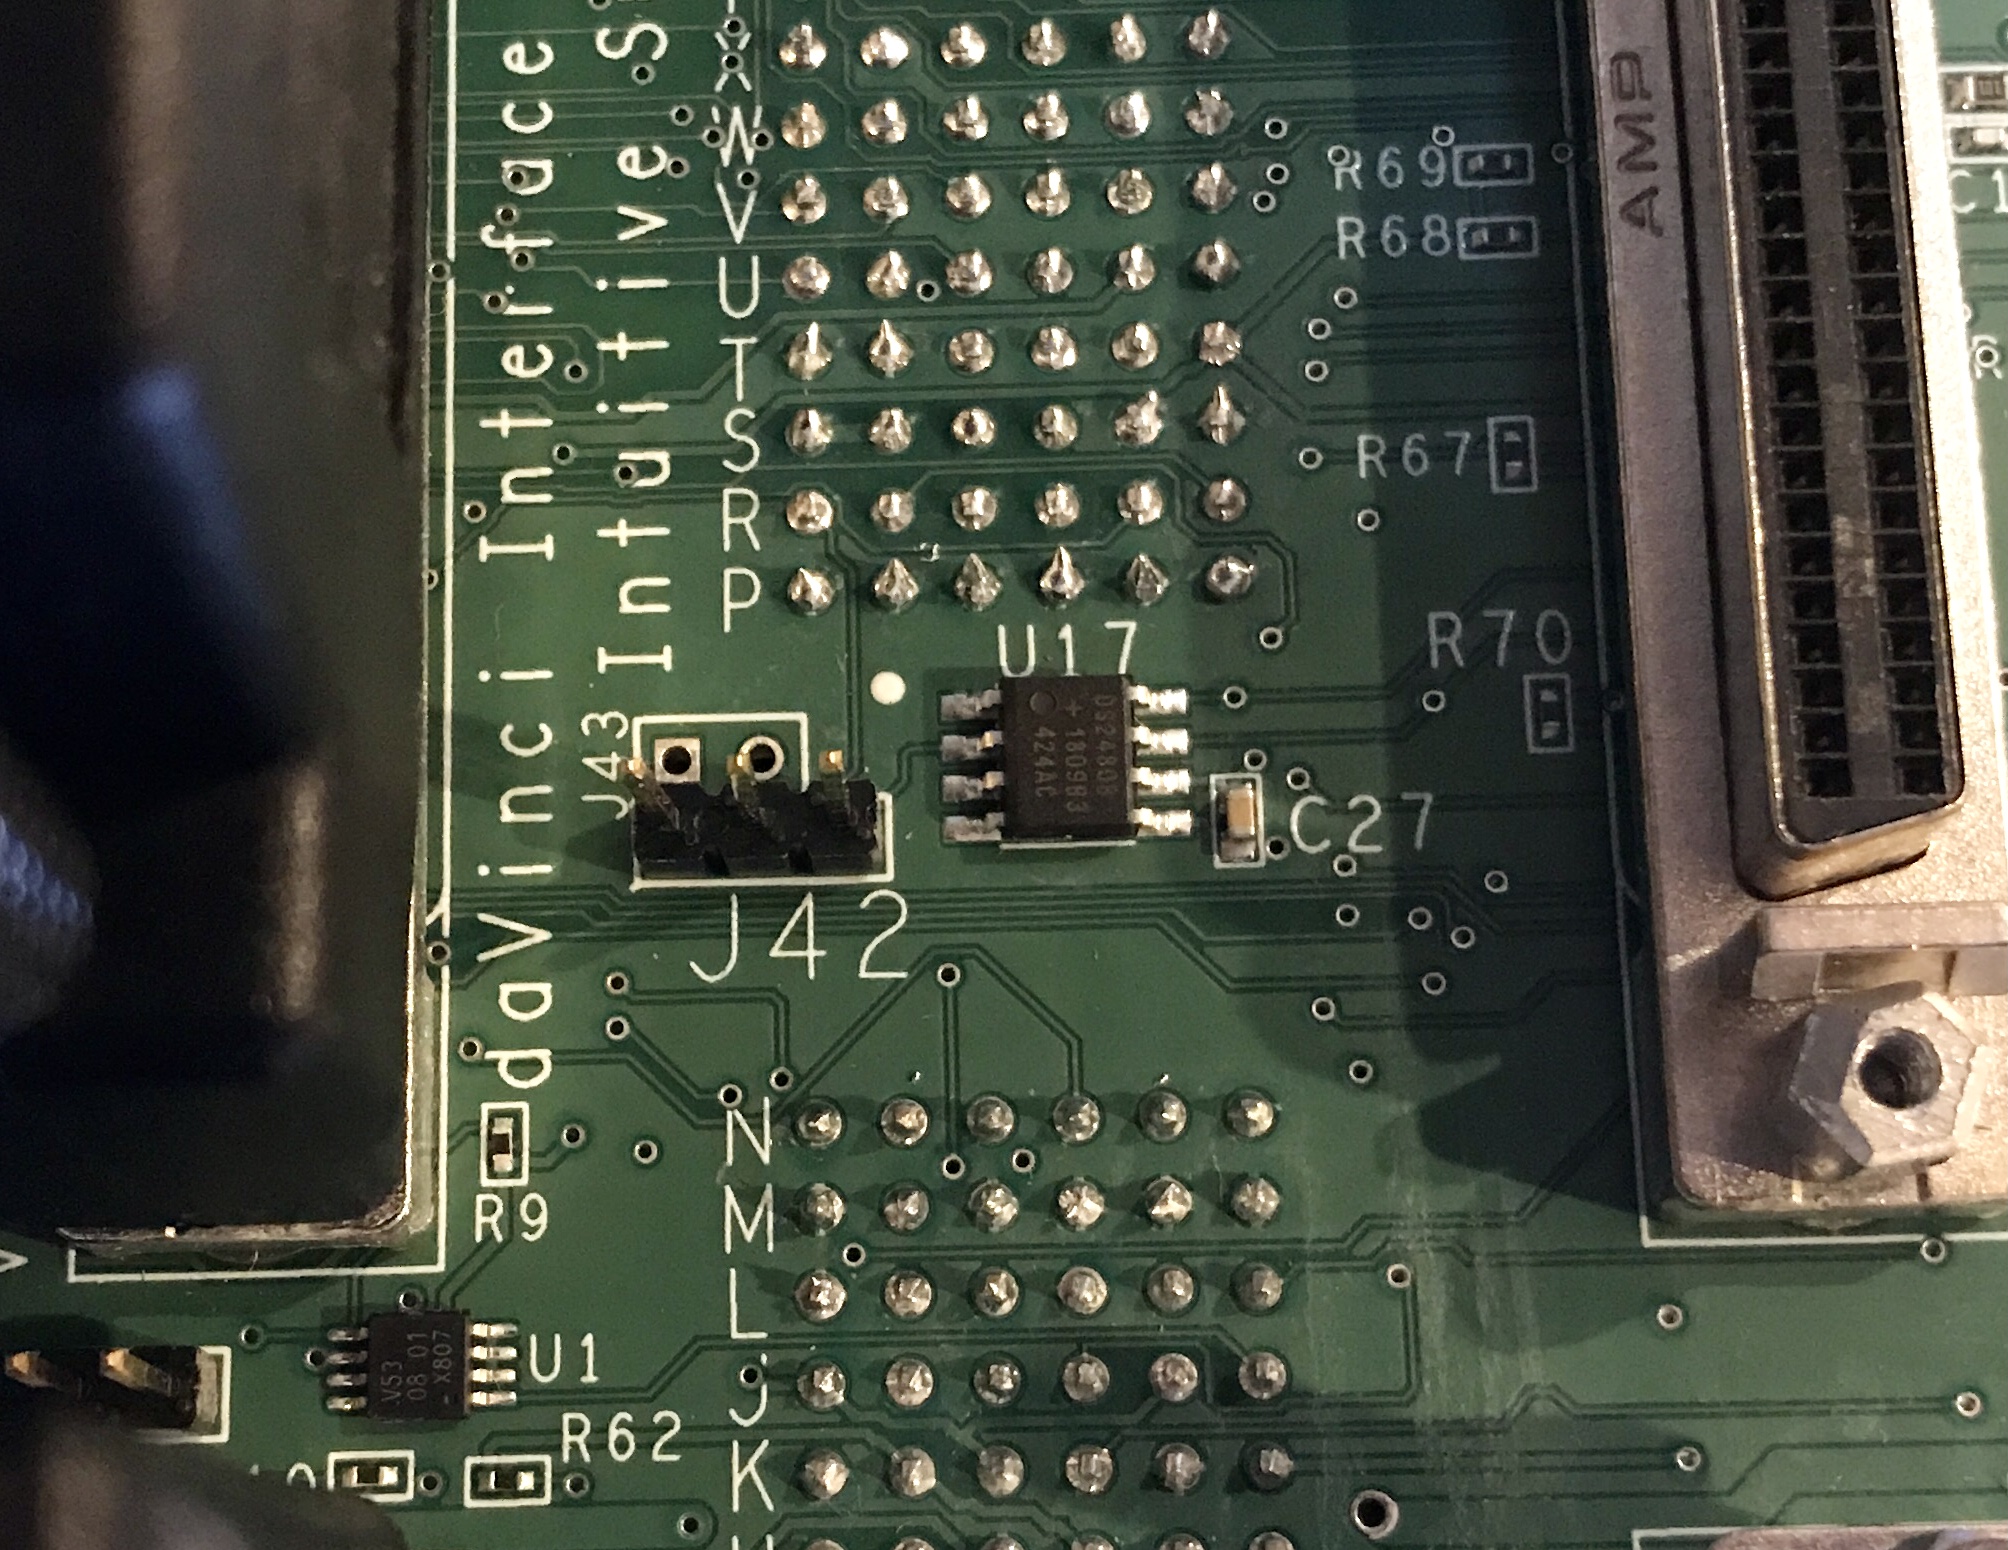 daVinci Interface
Intuitive
X
W
V
U
T
S
R
P
AMP
R69
R68
R67
R70
U17
DS2480B
+ 1809B3
424AC
J43
C27
J42
N
M
L
J
K
R9
U1
V53
08 01
- X807
R62